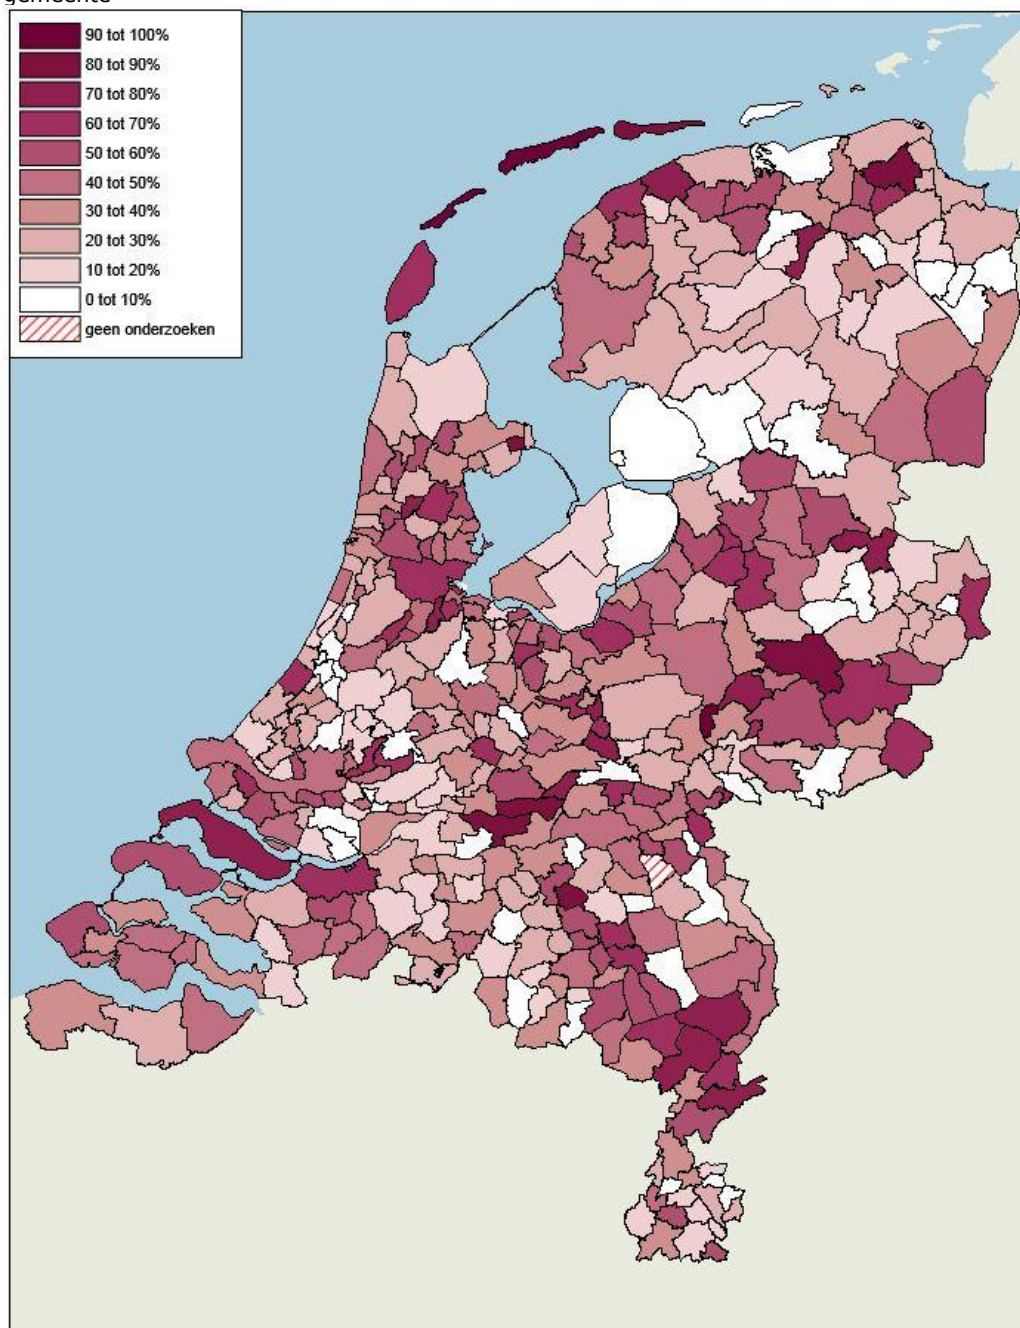 gemeente
90 tot 100%
80 tot 90%
70 tot 80%
60 tot 70%
50 tot 60%
40 tot 50%
30 tot 40%
20 tot 30%
10 tot 20%
0 tot 10%
geen onderzoeken